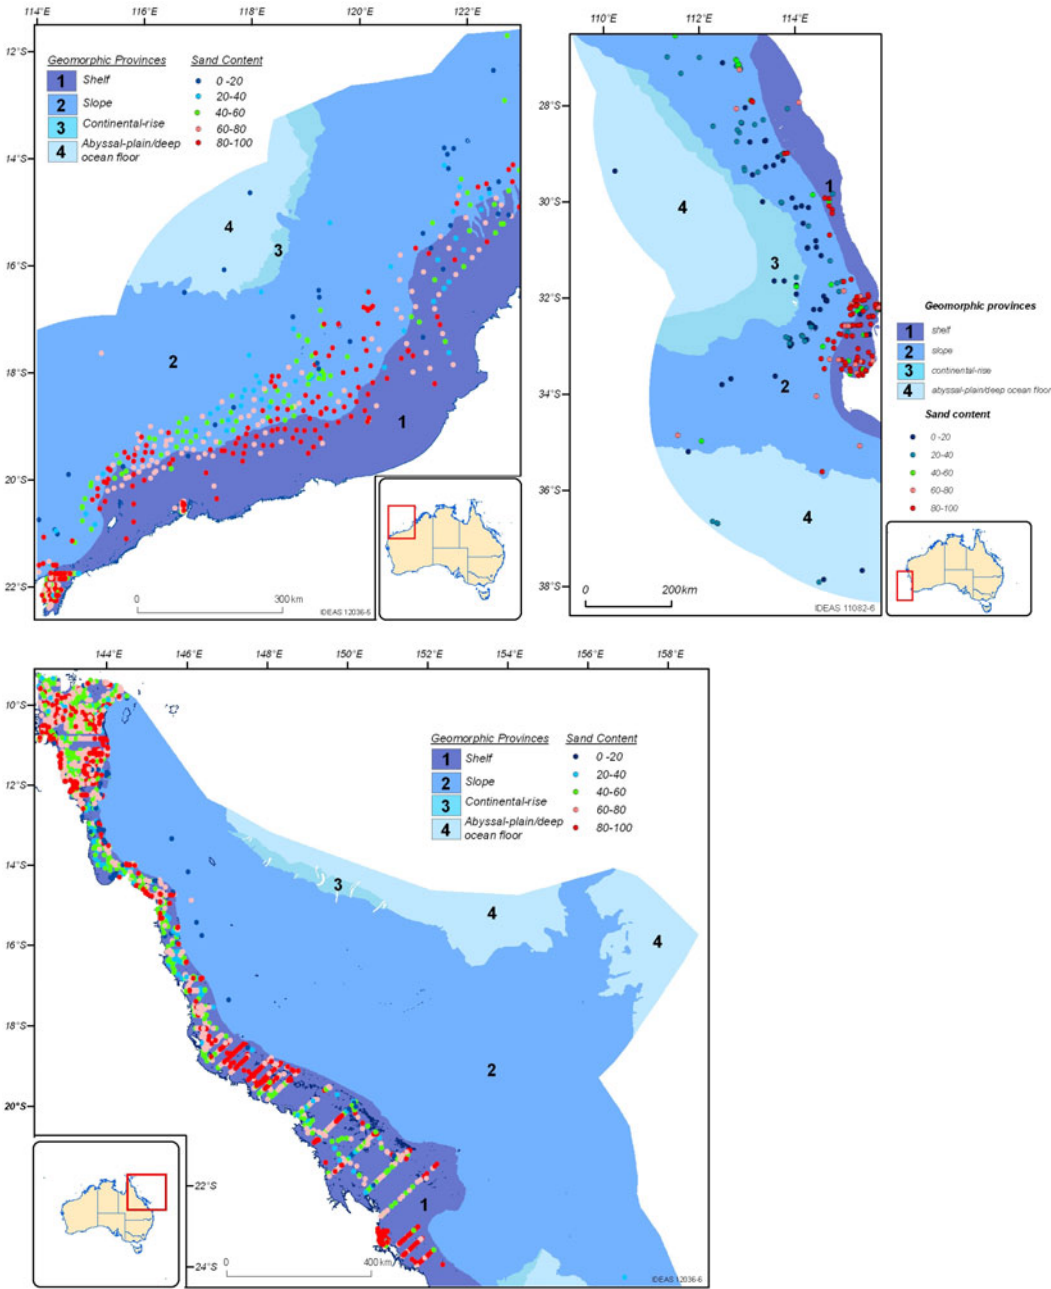 114°E 116°E 118°E 120°E 122°E
12°S
14°S
16°S
18°S
20°S
22°S
Geomorphic Provinces Sand Content
1 Shelf 0 -20
2 Slope 20-40
3 Continental-rise 40-60
4 Abyssal-plain/deep ocean floor 60-80
80-100
4
3
2
1
0 300 km
IDEAS 12036-5
110°E 112°E 114°E
28°S
30°S
32°S
34°S
36°S
38°S
1
4
3
2
4
0 200 km
IDEAS 11082-6
Geomorphic provinces
1 shelf
2 slope
3 continental-rise
4 abyssal-plain/deep ocean floor
Sand content
0 -20
20-40
40-60
60-80
80-100
144°E 146°E 148°E 150°E 152°E 154°E 156°E 158°E
10°S
12°S
14°S
16°S
18°S
20°S
22°S
24°S
Geomorphic Provinces Sand Content
1 Shelf 0 -20
2 Slope 20-40
3 Continental-rise 40-60
4 Abyssal-plain/deep ocean floor 60-80
80-100
3
4
4
2
1
0 400 km
IDEAS 12036-6